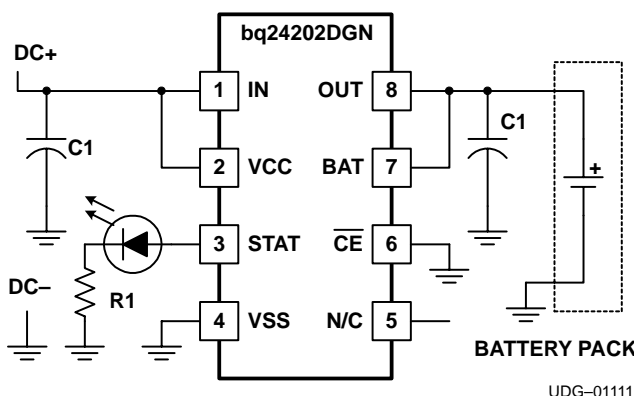 bq24202DGN
DC+
1 IN
OUT 8
C1
C1
2 VCC
BAT 7
+
3 STAT
CE 6
DC–
R1
4 VSS
N/C 5
BATTERY PACK
UDG–01111